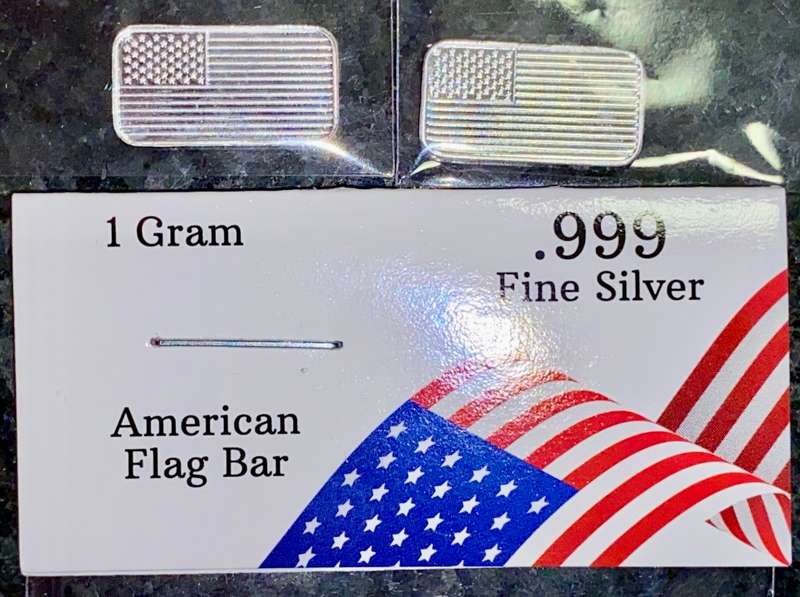 1 Gram
.999
Fine Silver
American
Flag Bar